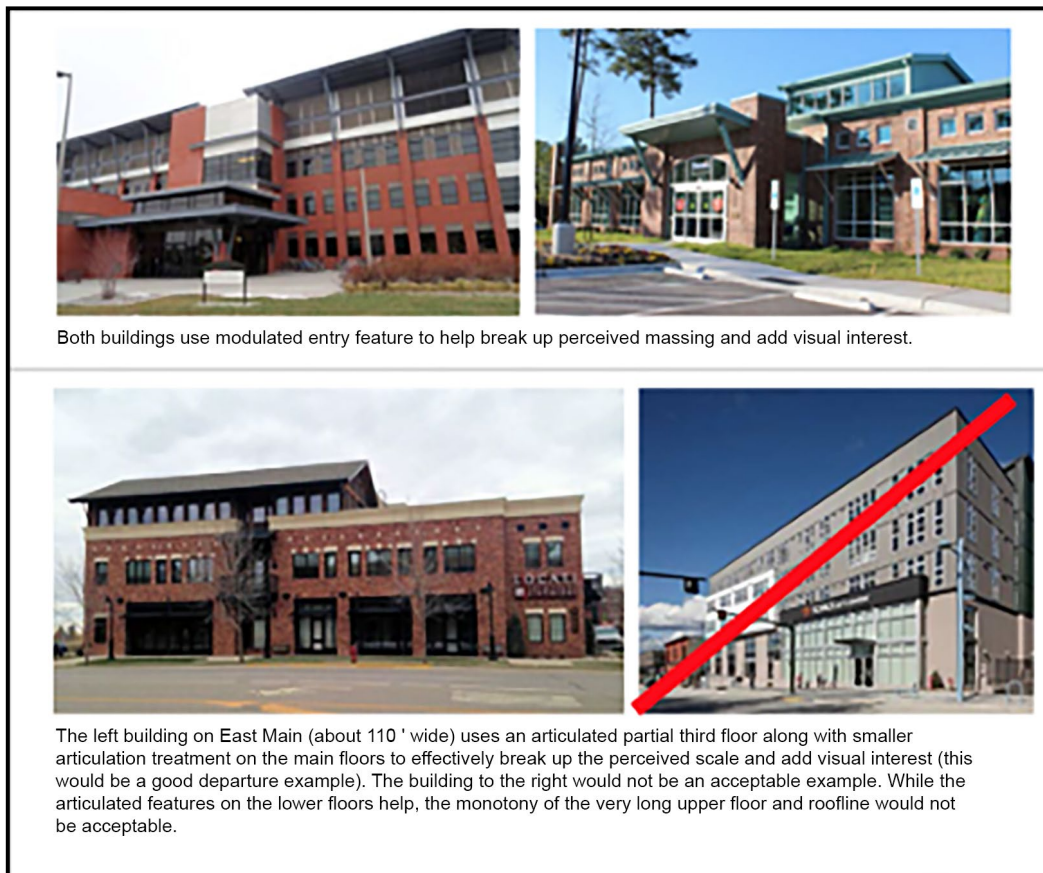 Both buildings use modulated entry feature to help break up perceived massing and add visual interest.
LOCATI
The left building on East Main (about 110 ' wide) uses an articulated partial third floor along with smaller
articulation treatment on the main floors to effectively break up the perceived scale and add visual interest (this
would be a good departure example). The building to the right would not be an acceptable example. While the
articulated features on the lower floors help, the monotony of the very long upper floor and roofline would not
be acceptable.